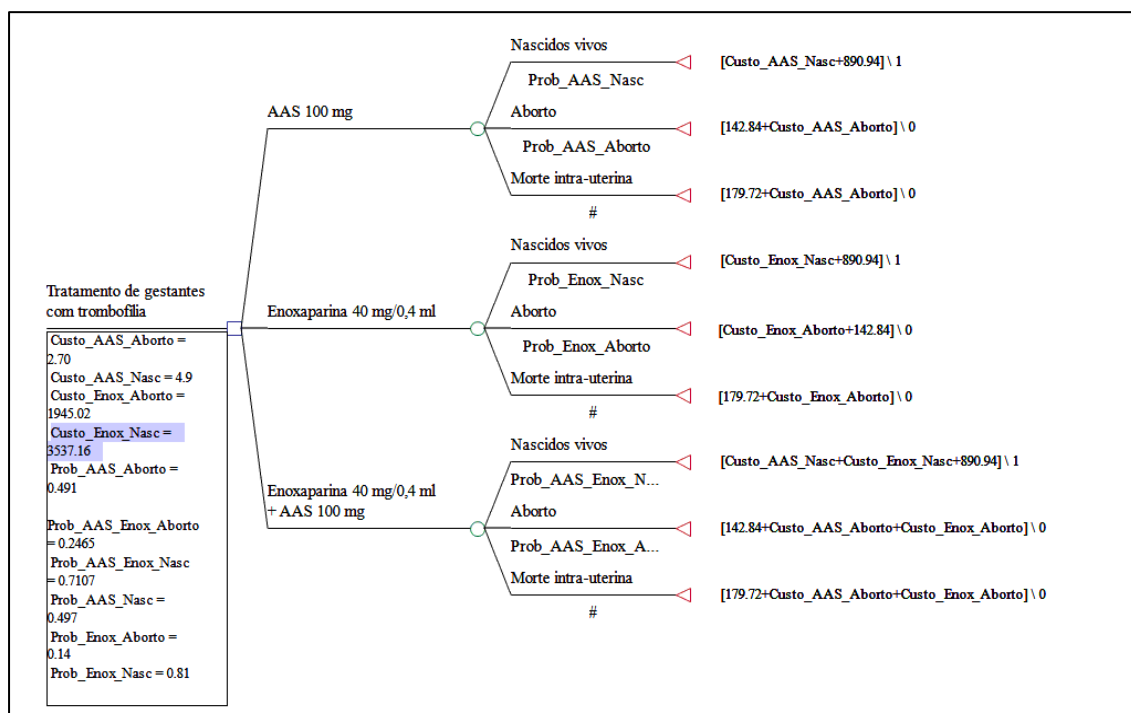 Nascidos vivos
[Custo_AAS_Nasc+890.94] \ 1
Prob_AAS_Nasc
AAS 100 mg
Aborto
[142.84+Custo_AAS_Aborto] \ 0
Prob_AAS_Aborto
Morte intra-uterina
[179.72+Custo_AAS_Aborto] \ 0
#
Nascidos vivos
[Custo_Enox_Nasc+890.94] \ 1
Prob_Enox_Nasc
Tratamento de gestantes
com trombofilia
Enoxaparina 40 mg/0,4 ml
Aborto
[Custo_Enox_Aborto+142.84] \ 0
Prob_Enox_Aborto
Morte intra-uterina
[179.72+Custo_Enox_Aborto] \ 0
#
Custo_AAS_Aborto =
2.70
Custo_AAS_Nasc = 4.9
Custo_Enox_Aborto =
1945.02
Custo_Enox_Nasc =
3537.16
Prob_AAS_Aborto =
0.491
Prob_AAS_Enox_Aborto
= 0.2465
Prob_AAS_Enox_Nasc
= 0.7107
Prob_AAS_Nasc =
0.497
Prob_Enox_Aborto =
0.14
Prob_Enox_Nasc = 0.81
Nascidos vivos
[Custo_AAS_Nasc+Custo_Enox_Nasc+890.94] \ 1
Prob_AAS_Enox_N...
Enoxaparina 40 mg/0,4 ml
+ AAS 100 mg
Aborto
[142.84+Custo_AAS_Aborto+Custo_Enox_Aborto] \ 0
Prob_AAS_Enox_A...
Morte intra-uterina
[179.72+Custo_AAS_Aborto+Custo_Enox_Aborto] \ 0
#